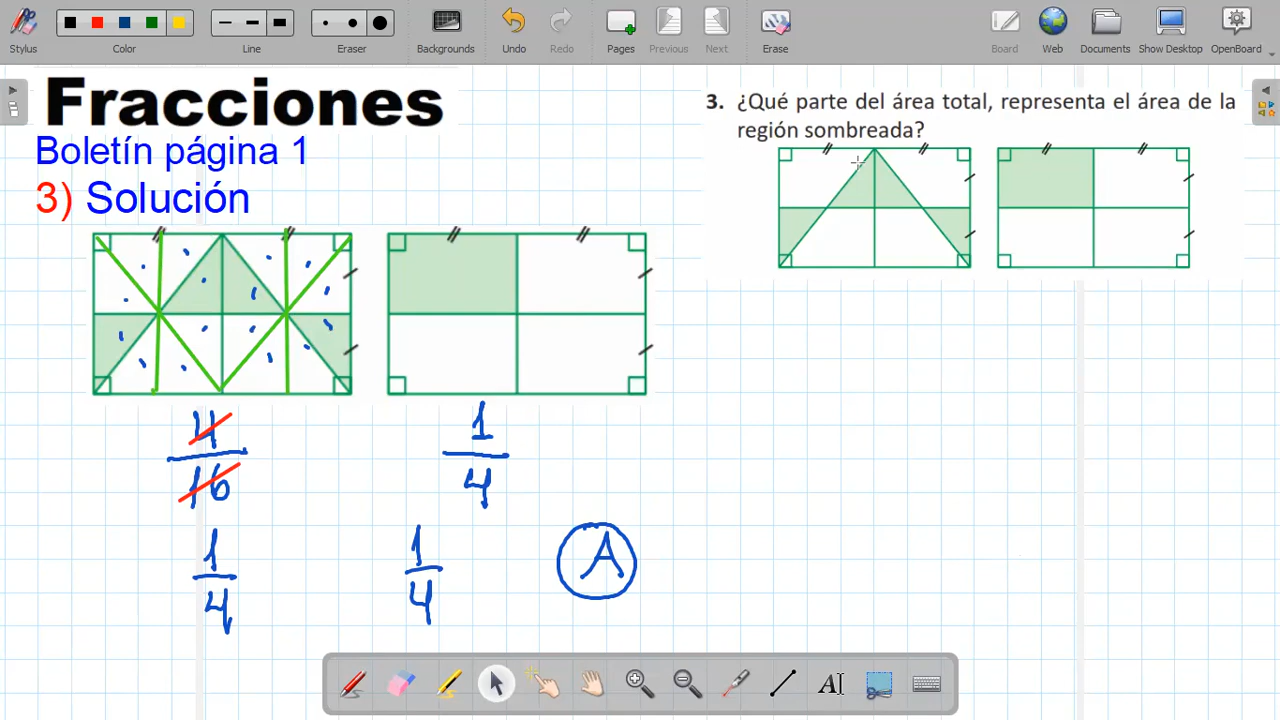 Stylus
Color
Line
Eraser
Backgrounds
Undo
Redo
Pages
Previous
Next
Erase
Board
Web
Documents
Show Desktop
OpenBoard
Fracciones
Boletín página 1
3) Solución
4
16
1
4
1
4
1
4
A
3. ¿Qué parte del área total, representa el área de la
región sombreada?